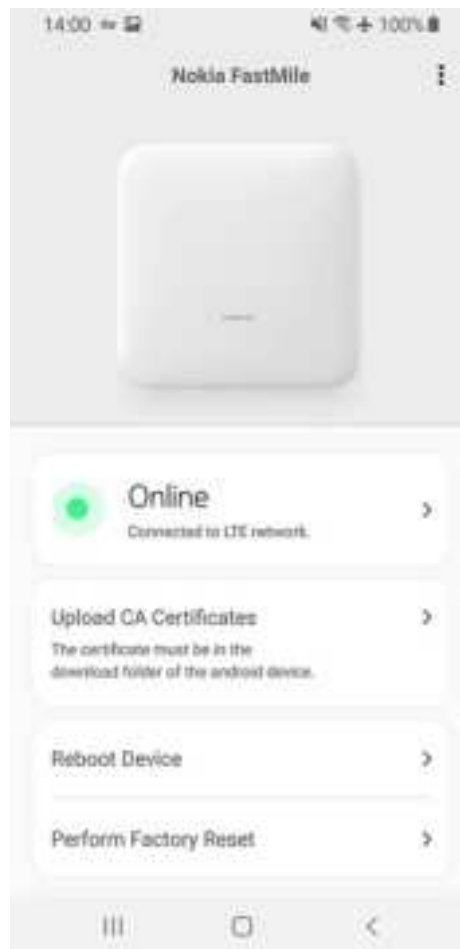 14:00
100%
Nokia FastMile
Online
Connected to LTE network.
Upload CA Certificates
The certificate must be in the
download folder of the android device.
Reboot Device
Perform Factory Reset